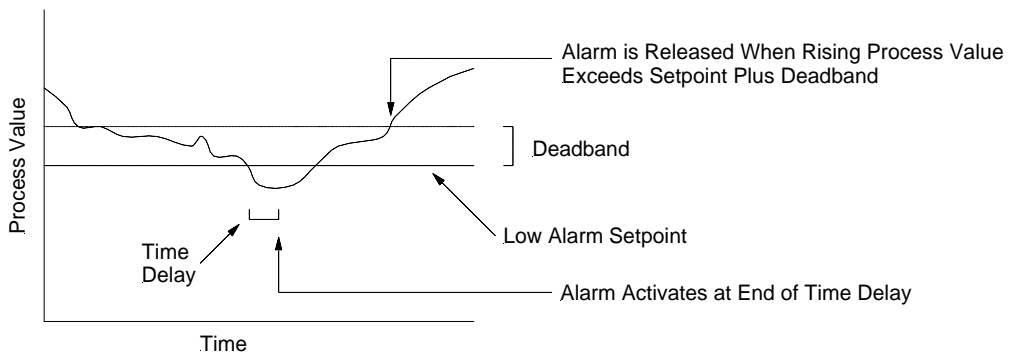 Alarm is Released When Rising Process Value
Exceeds Setpoint Plus Deadband
Process Value
Deadband
Low Alarm Setpoint
Time
Delay
Alarm Activates at End of Time Delay
Time